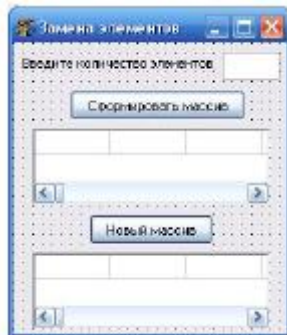 Замена элементов
Введите количество элементов
Сформировать массив
Новый массив